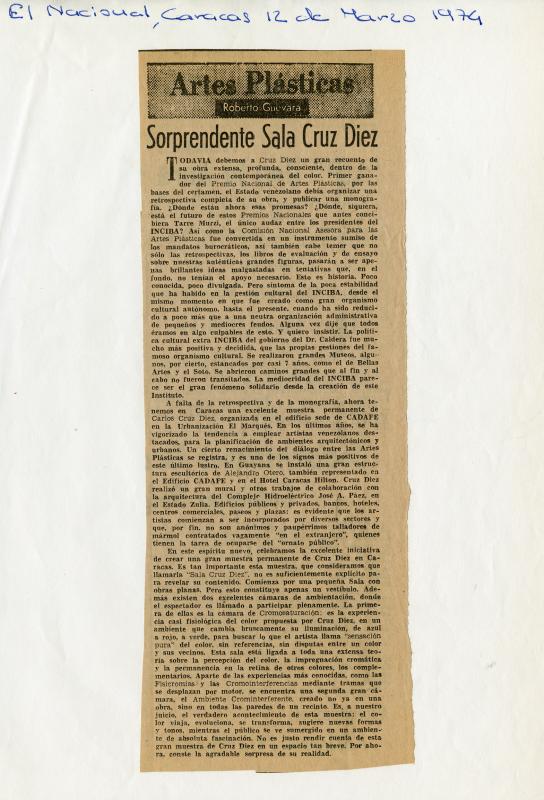 El Nacional, Caracas 12 de Marzo 1974
Artes Plásticas
Roberto Guevara
Sorprendente Sala Cruz Diez
TODAVIA debemos a Cruz Diez un gran recuento de
su obra extensa, profunda, consciente, dentro de la
investigación contemporánea del color. Primer gana-
dor del Premio Nacional de Artes Plásticas, por las
bases del certamen, el Estado venezolano debía organizar una
retrospectiva completa de su obra, y publicar una monogra-
fía. ¿Dónde están ahora esas promesas? ¿Dónde, siquiera,
está el futuro de estos Premios Nacionales que antes conci-
biera Tarre Murzi, el único audaz entre los presidentes del
INCIBA? Así como la Comisión Nacional Asesora para las
Artes Plásticas fue convertida en un instrumento sumiso de
los mandatos burocráticos, así también cabe temer que no
sólo las retrospectivas, los libros de evaluación y de ensayo
sobre nuestras auténticas grandes figuras, pasarán a ser ape-
nas brillantes ideas malgastadas en tentativas que, en el
fondo, no tenían el apoyo necesario. Esto es historia. Poco
conocida, poco divulgada. Pero síntoma de la poca estabilidad
que ha habido en la gestión cultural del INCIBA, desde el
mismo momento en que fue creado como gran organismo
cultural autónomo, hasta el presente, cuando ha sido reduci-
do a poco más que a una neutra organización administrativa
de pequeños y mediocres feudos. Alguna vez dije que todos
éramos en algo culpables de esto. Y quiero insistir. La políti-
ca cultural extra INCIBA del gobierno del Dr. Caldera fue mu-
cho más positiva y decidida, que las propias gestiones del fa-
moso organismo cultural. Se realizaron grandes Museos, algu-
nos, por cierto, estancados por casi 7 años, como el de Bellas
Artes y el Soto. Se abrieron caminos grandes que al fin y al
cabo no fueron transitados. La mediocridad del INCIBA pare-
ce ser el gran fenómeno solidario desde la creación de este
Instituto.
A falta de la retrospectiva y de la monografía, ahora te-
nemos en Caracas una excelente muestra permanente de
Carlos Cruz Diez, organizada en el edificio sede de CADAFE
en la Urbanización El Marqués. En los últimos años, se ha
vigorizado la tendencia a emplear artistas venezolanos des-
tacados, para la planificación de ambientes arquitectónicos y
urbanos. Un cierto renacimiento del diálogo entre las Artes
Plásticas se registra, y es uno de los signos más positivos de
este último lustro. En Guayana se instaló una gran estruc-
tura escultórica de Alejandro Otero, también representado en
el Edificio CADAFE y en el Hotel Caracas Hilton. Cruz Diez
realizó un gran mural y otros trabajos de colaboración con
la arquitectura del Complejo Hidroeléctrico José A. Páez, en
el Estado Zulia. Edificios públicos y privados, bancos, hoteles,
centros comerciales, paseos y plazas: es evidente que los ar-
tistas comienzan a ser incorporados por diversos sectores y
que, por fin, no son anónimos y paupérrimos talladores de
mármol contratados vagamente "en el extranjero", quienes
tienen la tarea de ocuparse del "ornato público".
En este espíritu nuevo, celebramos la excelente iniciativa
de crear una gran muestra permanente de Cruz Diez en Ca-
racas. Es tan importante esta muestra, que consideramos que
llamarla "Sala Cruz Diez", no es suficientemente explícito pa-
ra revelar su contenido. Comienza por una pequeña Sala con
obras planas. Pero esto constituye apenas un vestíbulo. Ade-
más existen dos exelentes cámaras de ambientación, donde
el espectador es llamado a participar plenamente. La prime-
ra de ellas es la cámara de Cromosaturación: es la experien-
cia casi fisiológica del color propuesta por Cruz Diez, en un
ambiente que cambia bruscamente su iluminación, de azul
a rojo, a verde, para buscar lo que el artista llama "sensación
pura" del color, sin referencias, sin disputas entre un color
y sus vecinos. Esta sala está ligada a toda una extensa teo-
ría sobre la percepción del color, la impregnación cromática
y la permanencia en la retina de otros colores, los comple-
mentarios. Aparte de las experiencias más conocidas, como las
Fisicromías y las Cromointerferencias mediante tramas que
se desplazan por motor, se encuentra una segunda gran cá-
mara, el Ambiente Crominterferente, creado no ya en una
obra, sino en todas las paredes de un recinto. Es, a nuestro
juicio, el verdadero acontecimiento de esta muestra: el co-
lor viaja, evoluciona, se transforma, sugiere nuevas formas
y tonos, mientras el público se ve sumergido en un ambien-
te de absoluta fascinación. No es justo rendir cuenta de esta
gran muestra de Cruz Diez en un espacio tan breve. Por aho-
ra, conste la agradable sorpresa de su realidad.